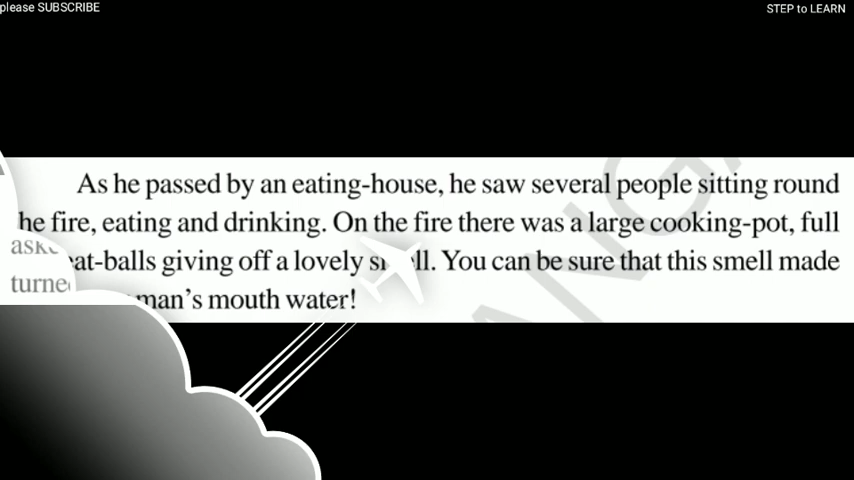 please SUBSCRIBE
STEP to LEARN
As he passed by an eating-house, he saw several people sitting round
he fire, eating and drinking. On the fire there was a large cooking-pot, full
at-balls giving off a lovely ll. You can be sure that this smell made
man's mouth water!